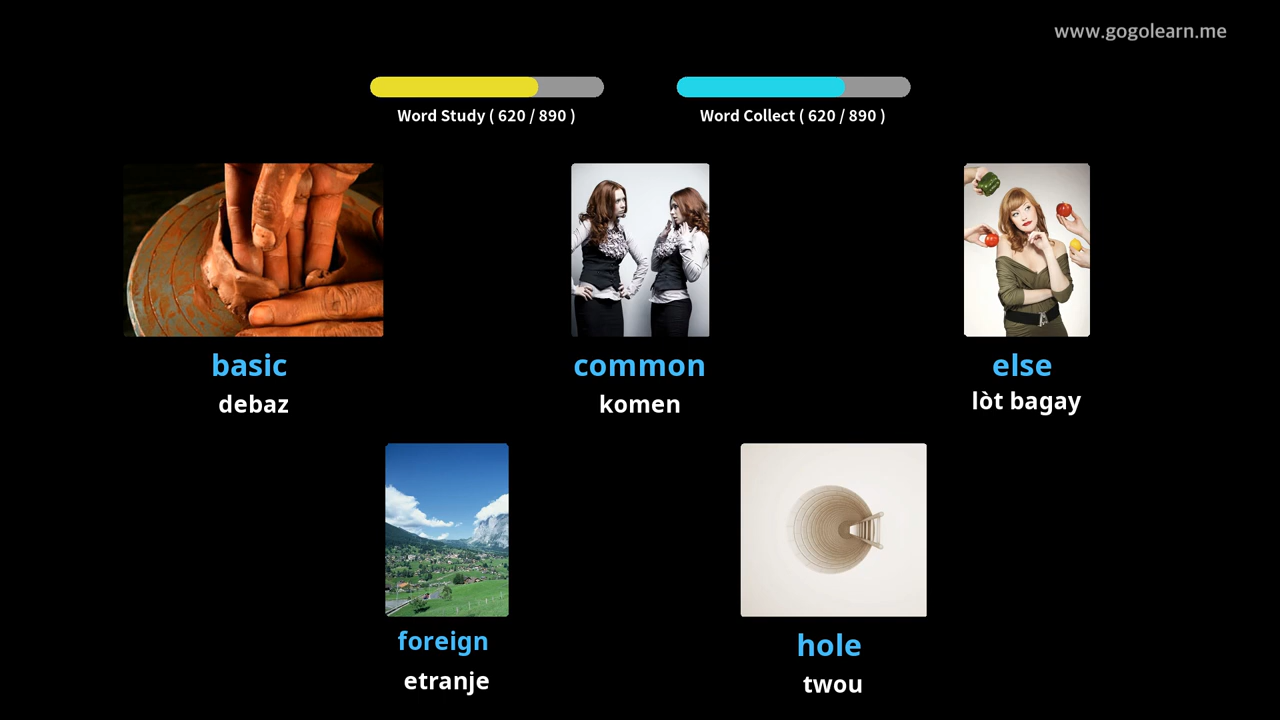 www.gogolearn.me
Word Study ( 620 / 890 )
Word Collect ( 620 / 890 )
basic
debaz
common
komen
else
lòt bagay
foreign
etranje
hole
twou